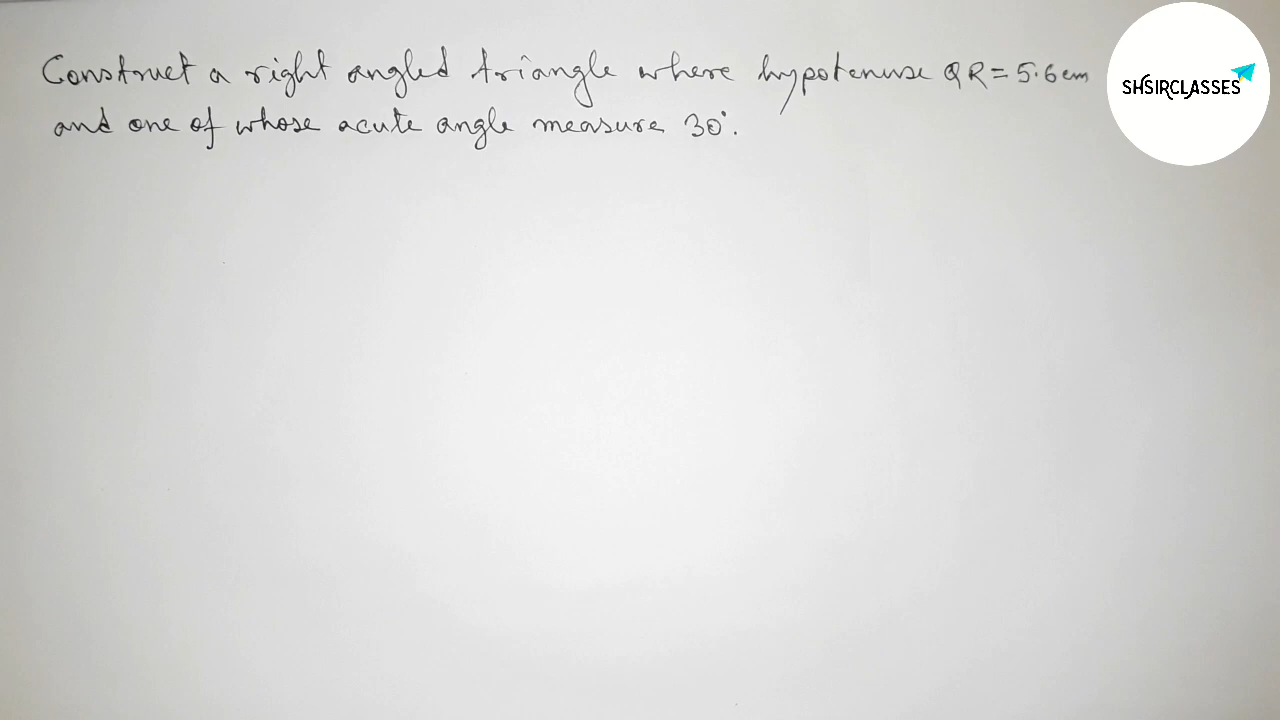 Construct a right angled triangle where hypotenuse QR = 5.6 cm
and one of whose acute angle measure 30°.
SHSIRCLASSES